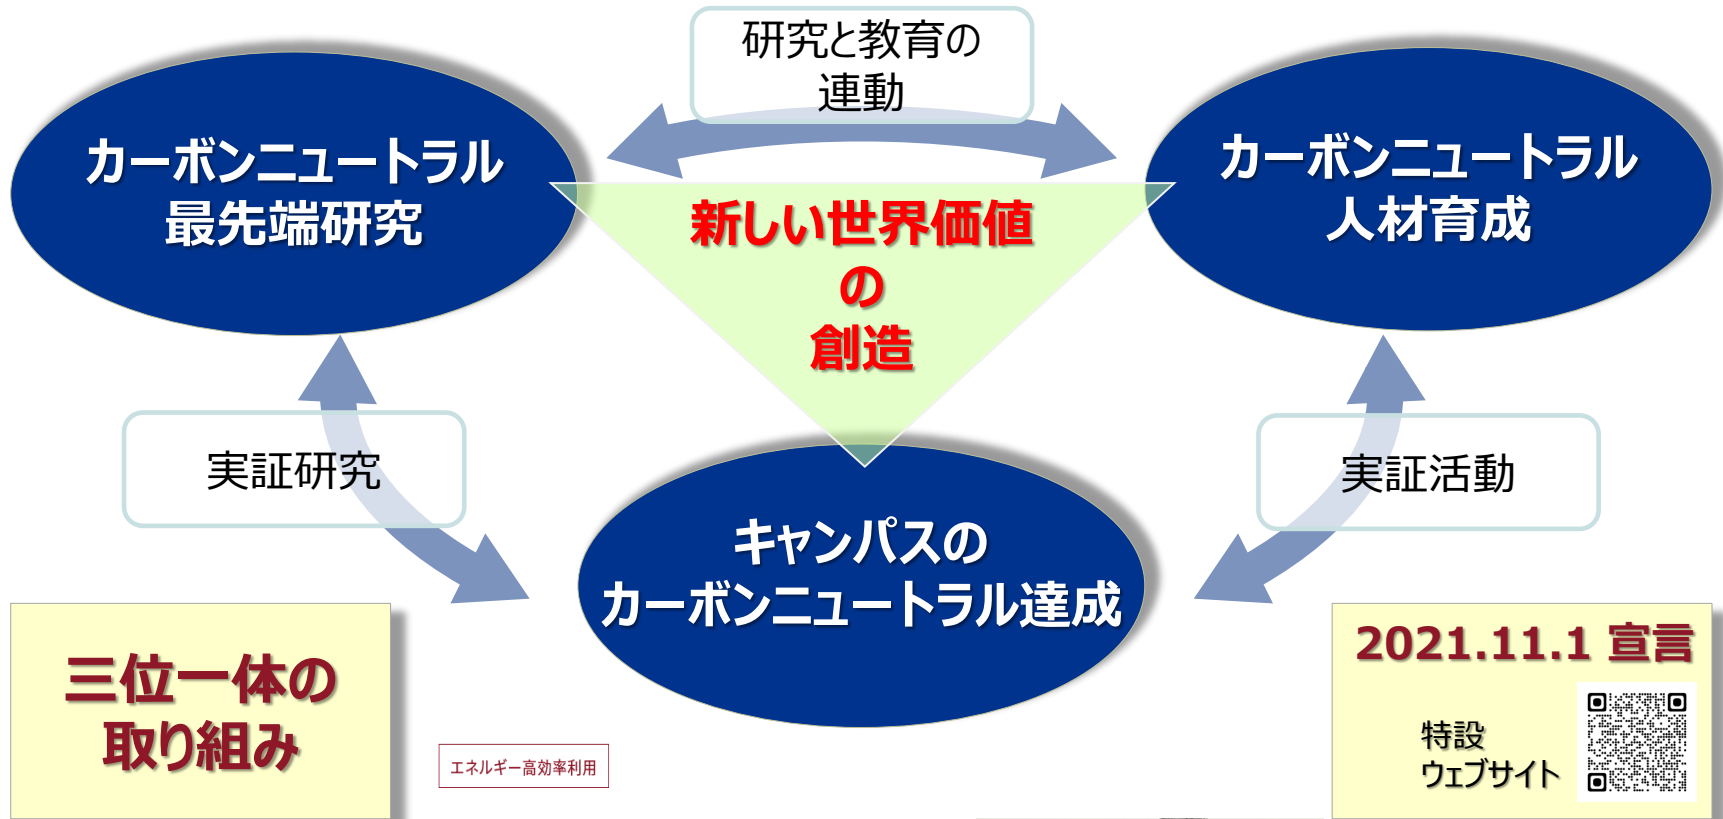 研究と教育の
連動
カーボンニュートラル
最先端研究
カーボンニュートラル
人材育成
新しい世界価値
の
創造
実証研究
実証活動
キャンパスの
カーボンニュートラル達成
三位一体の
取り組み
エネルギー高効率利用
2021.11.1 宣言
特設
ウェブサイト